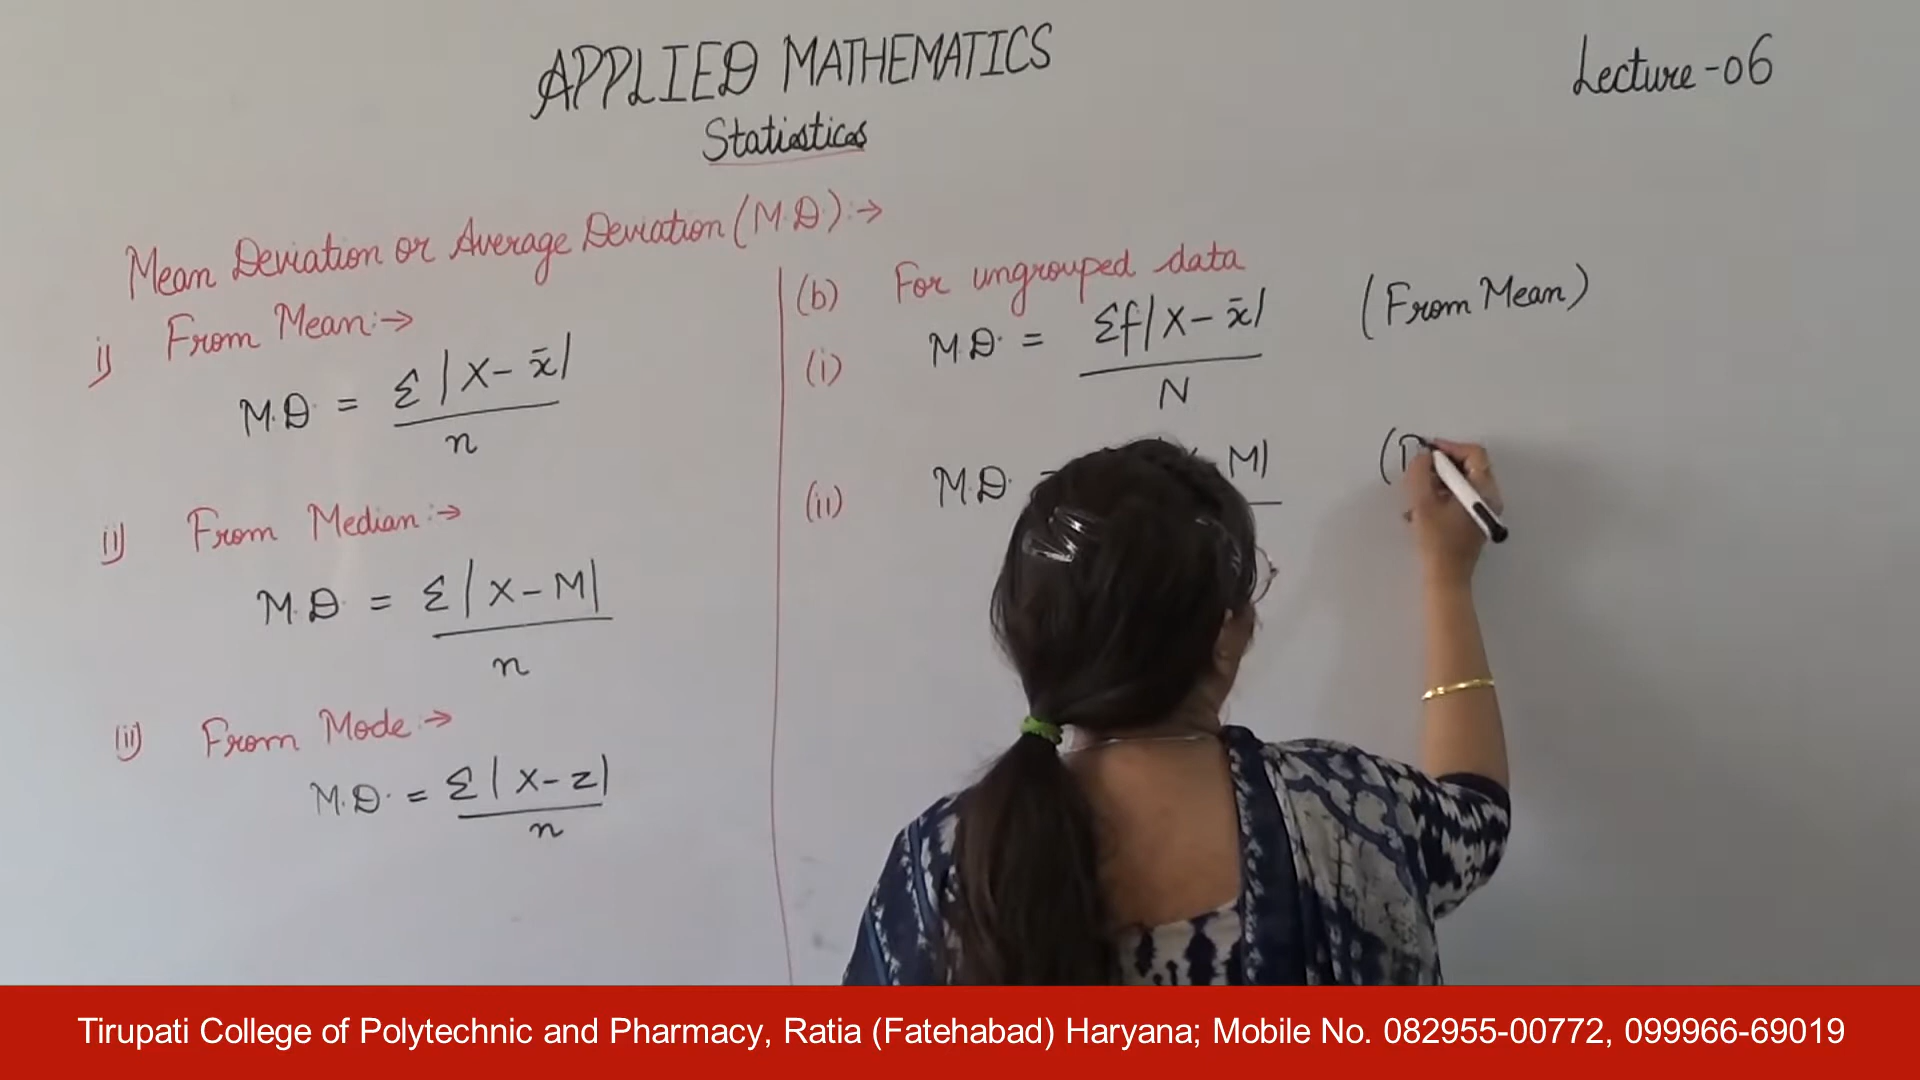 APPLIED MATHEMATICS
Lecture-06
Statistics
Mean Deviation or Average Deviation (M.D.):→
i) From Mean:→
M.D. = Σ|X-x̄|
n
ii) From Median:→
M.D. = Σ|X-M|
n
(ii) From Mode:→
M.D. = Σ|X-z|
n
(b) For ungrouped data
(i) M.D. = Σf|X-x̄| (From Mean)
N
(ii) M.D. M|
Tirupati College of Polytechnic and Pharmacy, Ratia (Fatehabad) Haryana; Mobile No. 082955-00772, 099966-69019